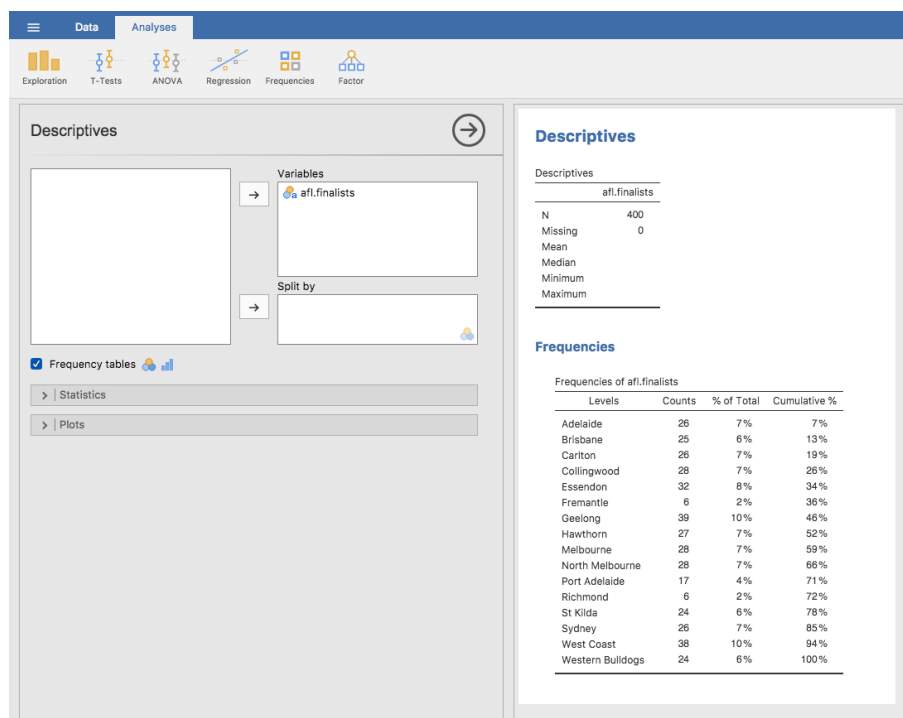 Data Analyses
Exploration T-Tests ANOVA Regression Frequencies Factor
Descriptives
Variables
a afl.finalists
Split by
Frequency tables
Statistics
Plots
Descriptives
Descriptives
afl.finalists
N 400
Missing 0
Mean
Median
Minimum
Maximum
Frequencies
Frequencies of afl.finalists
Levels Counts % of Total Cumulative %
Adelaide 26 7% 7%
Brisbane 25 6% 13%
Carlton 26 7% 19%
Collingwood 28 7% 26%
Essendon 32 8% 34%
Fremantle 6 2% 36%
Geelong 39 10% 46%
Hawthorn 27 7% 52%
Melbourne 28 7% 59%
North Melbourne 28 7% 66%
Port Adelaide 17 4% 71%
Richmond 6 2% 72%
St Kilda 24 6% 78%
Sydney 26 7% 85%
West Coast 38 10% 94%
Western Bulldogs 24 6% 100%